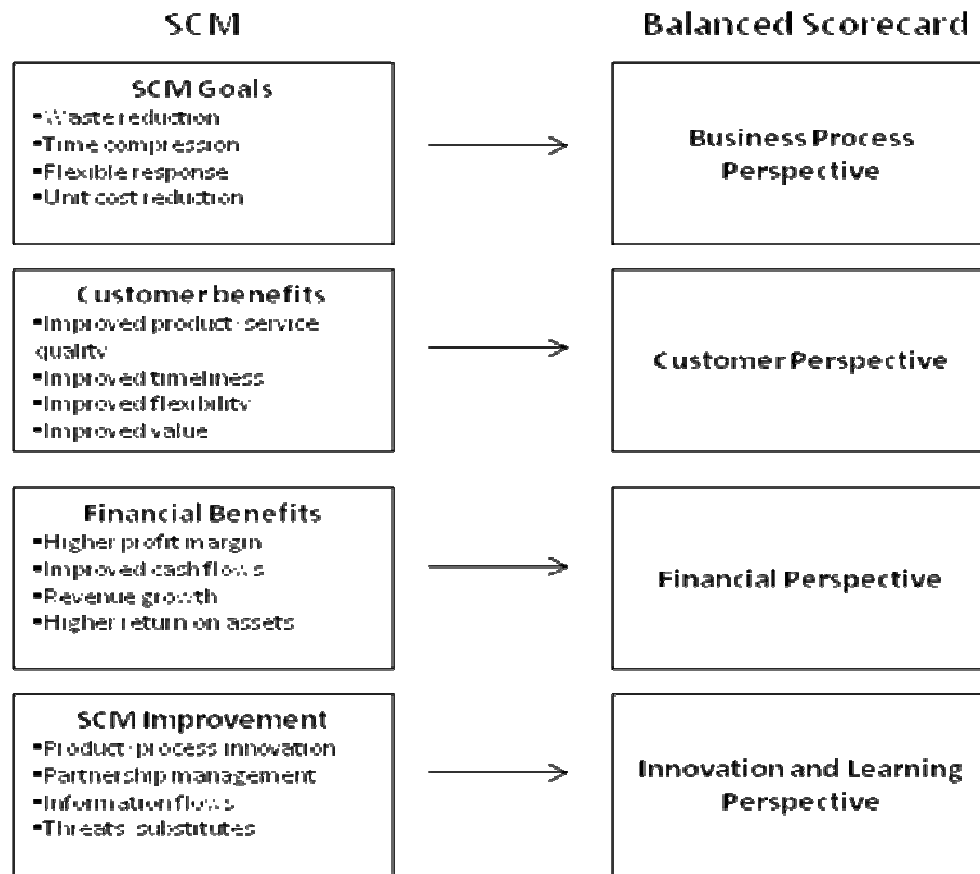 SCM
Balanced Scorecard
SCM Goals
▪Waste reduction
▪Time compression
▪Flexible response
▪Unit cost reduction
Business Process
Perspective
Customer benefits
▪Improved product-service
quality
▪Improved timeliness
▪Improved flexibility
▪Improved value
Customer Perspective
Financial Benefits
▪Higher profit margin
▪Improved cash flows
▪Revenue growth
▪Higher return on assets
Financial Perspective
SCM Improvement
▪Product-process innovation
▪Partnership management
▪Information flows
▪Threats substitutes
Innovation and Learning
Perspective